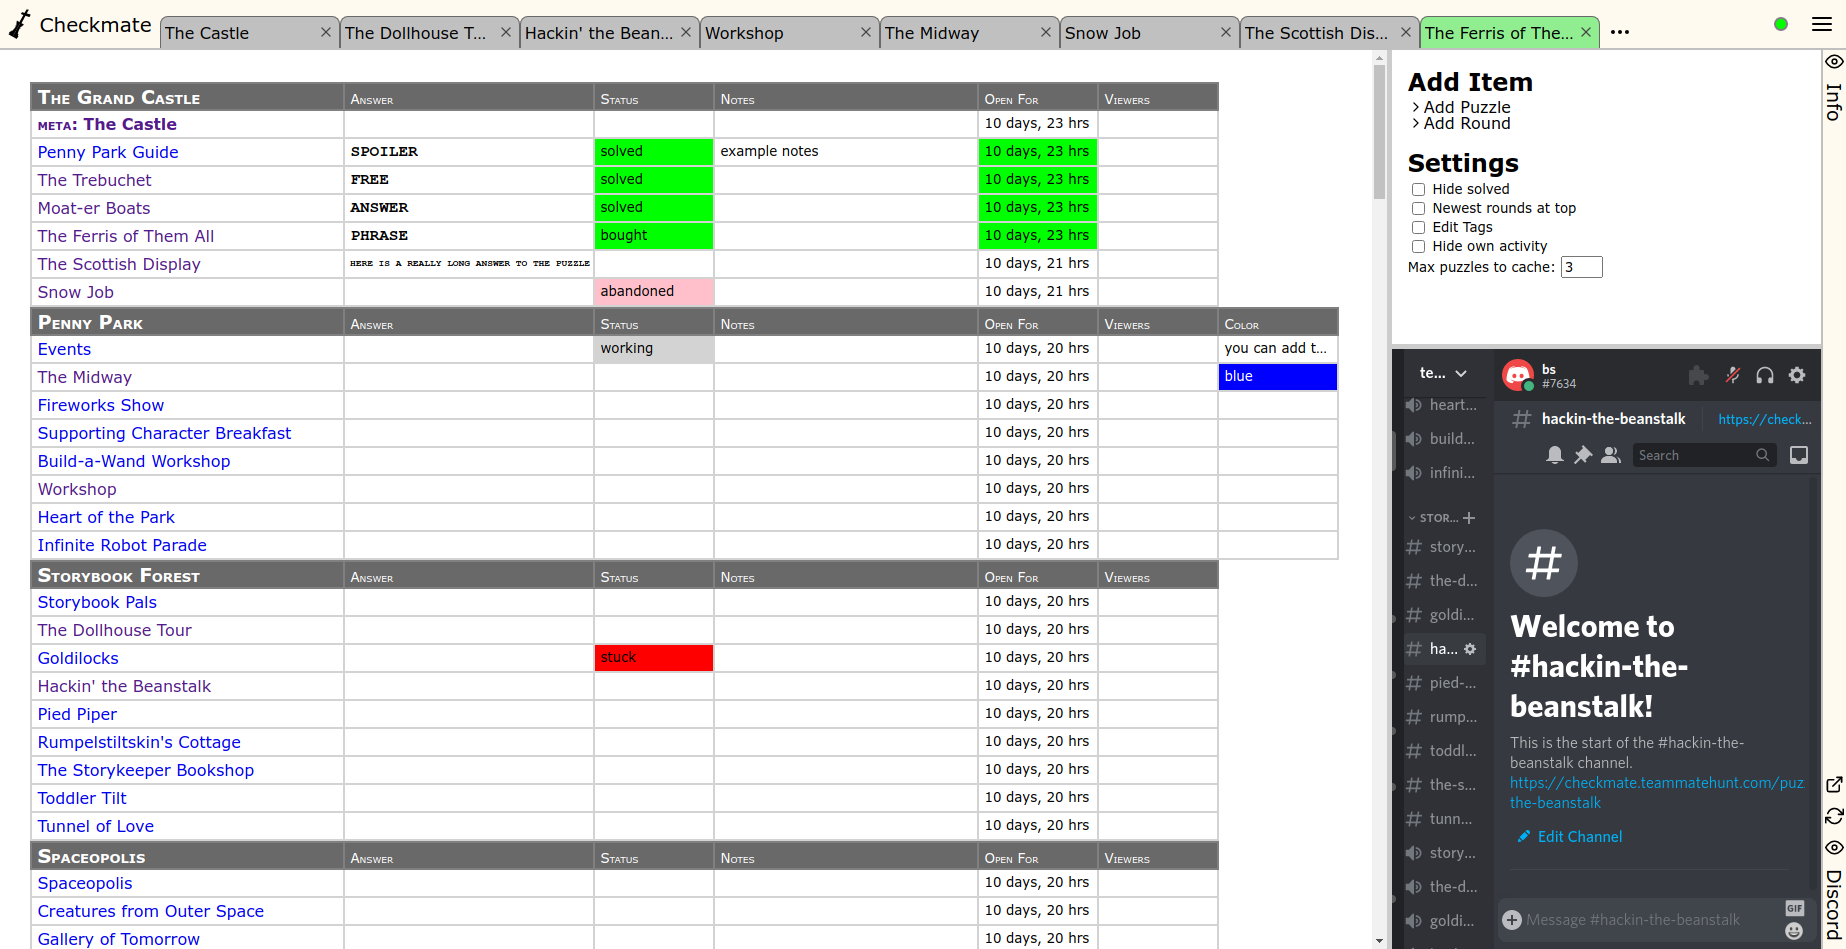 Checkmate
The Castle
The Dollhouse T...
Hackin' the Bean...
Workshop
The Midway
Snow Job
The Scottish Dis...
The Ferris of The...
The Grand Castle Answer Status Notes Open For Viewers
META: The Castle 10 days, 23 hrs
Penny Park Guide SPOILER solved example notes 10 days, 23 hrs
The Trebuchet FREE solved 10 days, 23 hrs
Moat-er Boats ANSWER solved 10 days, 23 hrs
The Ferris of Them All PHRASE bought 10 days, 23 hrs
The Scottish Display HERE IS A REALLY LONG ANSWER TO THE PUZZLE 10 days, 21 hrs
Snow Job abandoned 10 days, 21 hrs
Penny Park Answer Status Notes Open For Viewers Color
Events working 10 days, 20 hrs you can add t...
The Midway 10 days, 20 hrs blue
Fireworks Show 10 days, 20 hrs
Supporting Character Breakfast 10 days, 20 hrs
Build-a-Wand Workshop 10 days, 20 hrs
Workshop 10 days, 20 hrs
Heart of the Park 10 days, 20 hrs
Infinite Robot Parade 10 days, 20 hrs
Storybook Forest Answer Status Notes Open For Viewers
Storybook Pals 10 days, 20 hrs
The Dollhouse Tour 10 days, 20 hrs
Goldilocks stuck 10 days, 20 hrs
Hackin' the Beanstalk 10 days, 20 hrs
Pied Piper 10 days, 20 hrs
Rumpelstiltskin's Cottage 10 days, 20 hrs
The Storykeeper Bookshop 10 days, 20 hrs
Toddler Tilt 10 days, 20 hrs
Tunnel of Love 10 days, 20 hrs
Spaceopolis Answer Status Notes Open For Viewers
Spaceopolis 10 days, 20 hrs
Creatures from Outer Space 10 days, 20 hrs
Gallery of Tomorrow 10 days, 20 hrs
Add Item
Add Puzzle
Add Round
Settings
Hide solved
Newest rounds at top
Edit Tags
Hide own activity
Max puzzles to cache: 3
Info
te...
heart...
build...
infini...
STOR...
story...
the-d...
goldi...
ha...
pied-...
rump...
toddl...
the-s...
tunn...
story...
the-d...
goldi...
bs
#7634
hackin-the-beanstalk https://check...
Search
Welcome to
#hackin-the-
beanstalk!
This is the start of the #hackin-the-
beanstalk channel.
https://checkmate.teammatehunt.com/puz
the-beanstalk
Edit Channel
Message #hackin-the-beanstalk
GIF
Discord